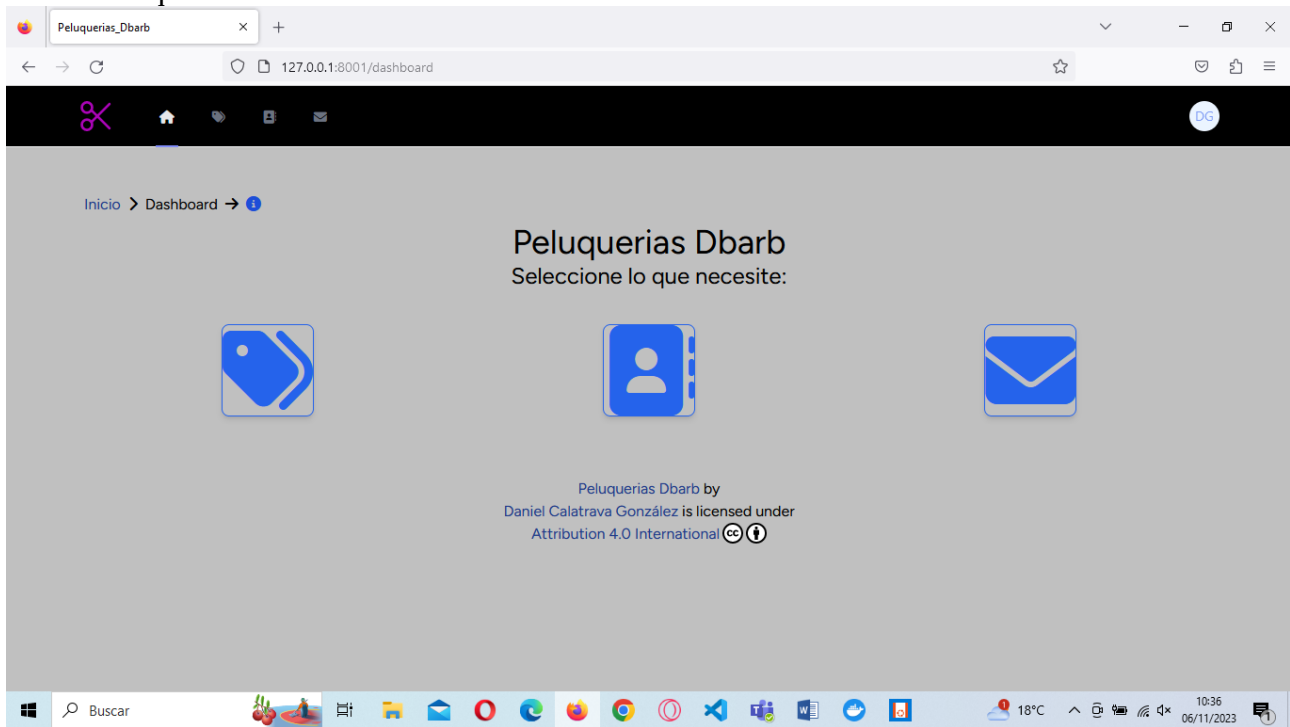 Peluquerias_Dbarb
127.0.0.1:8001/dashboard
DG
Inicio Dashboard
Peluquerias Dbarb
Seleccione lo que necesite:
Peluquerias Dbarb by
Daniel Calatrava González is licensed under
Attribution 4.0 International
Buscar
18°C
10:36
06/11/2023
1